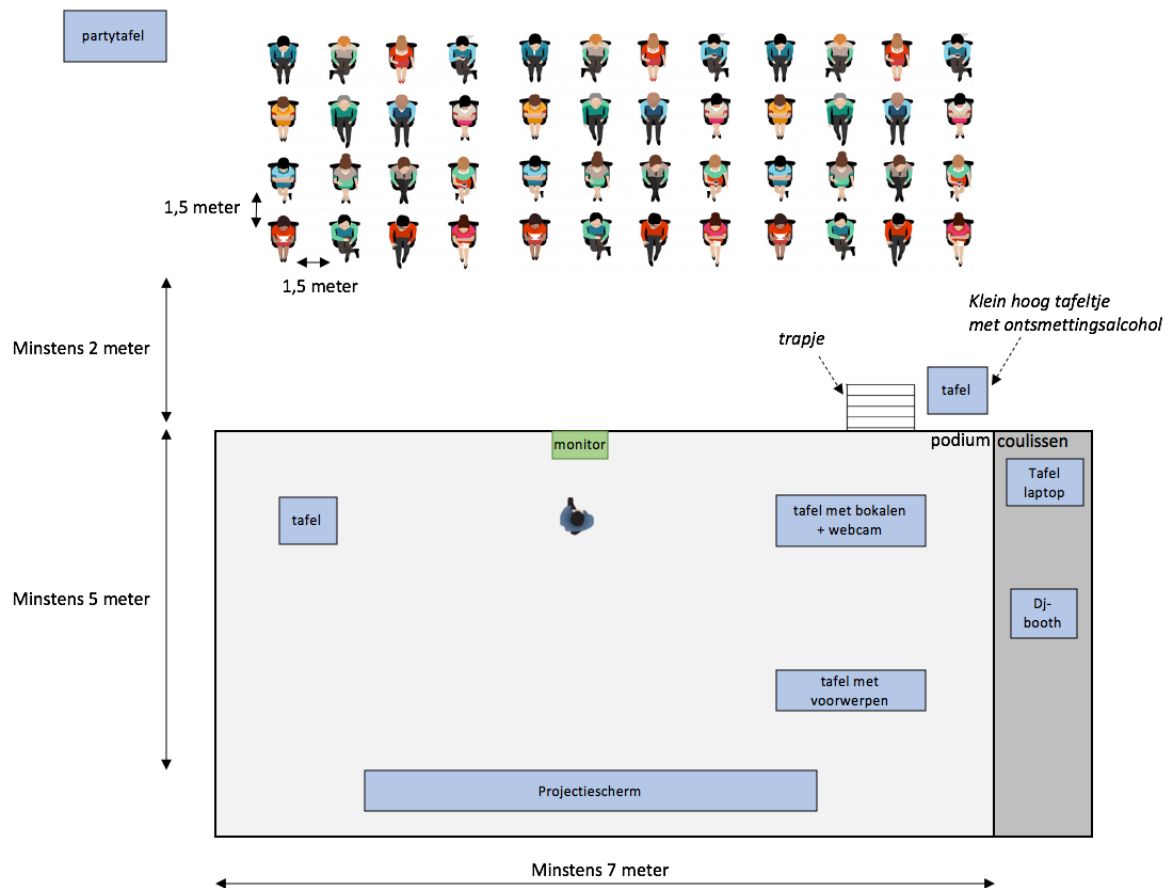 partytafel
1,5 meter
1,5 meter
Minstens 2 meter
Klein hoog tafeltje
met ontsmettingsalcohol
trapje
tafel
podium
coulissen
monitor
Tafel
laptop
tafel
tafel met bokalen
+ webcam
Minstens 5 meter
Dj-
booth
tafel met
voorwerpen
Projectiescherm
Minstens 7 meter